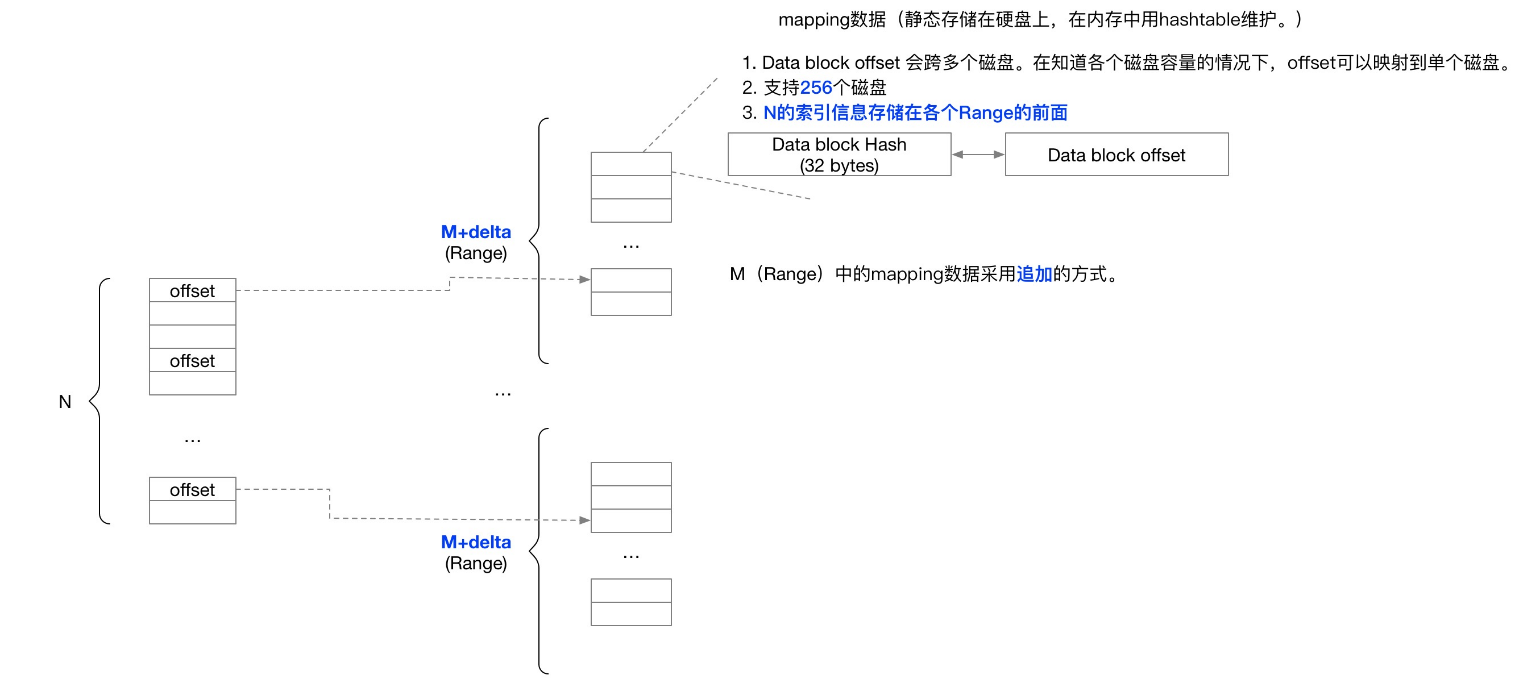 mapping数据（静态存储在硬盘上，在内存中用hashtable维护。）
1. Data block offset 会跨多个磁盘。在知道各个磁盘容量的情况下，offset可以映射到单个磁盘。
2. 支持256个磁盘
3. N的索引信息存储在各个Range的前面
Data block Hash
(32 bytes)
Data block offset
M+delta
(Range)
...
M（Range）中的mapping数据采用追加的方式。
offset
offset
N
...
...
offset
M+delta
(Range)
...